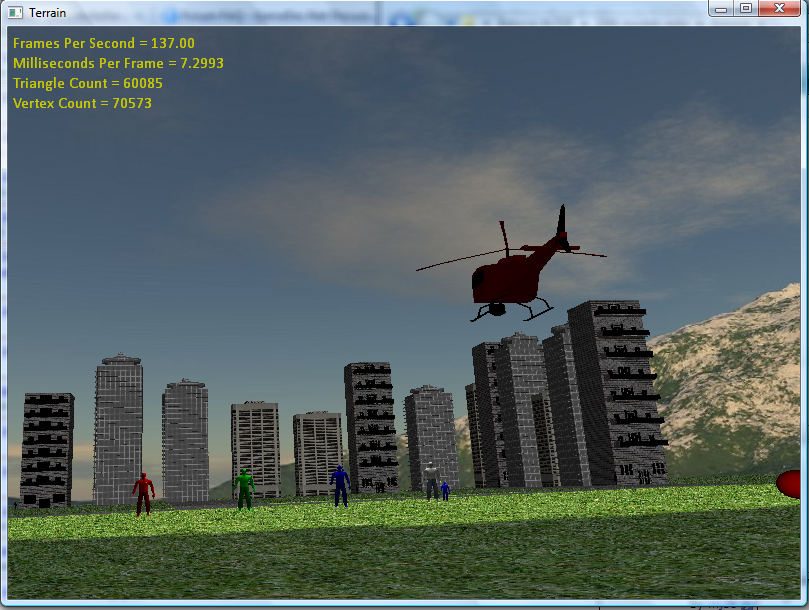 Terrain
Frames Per Second = 137.00
Milliseconds Per Frame = 7.2993
Triangle Count = 60085
Vertex Count = 70573